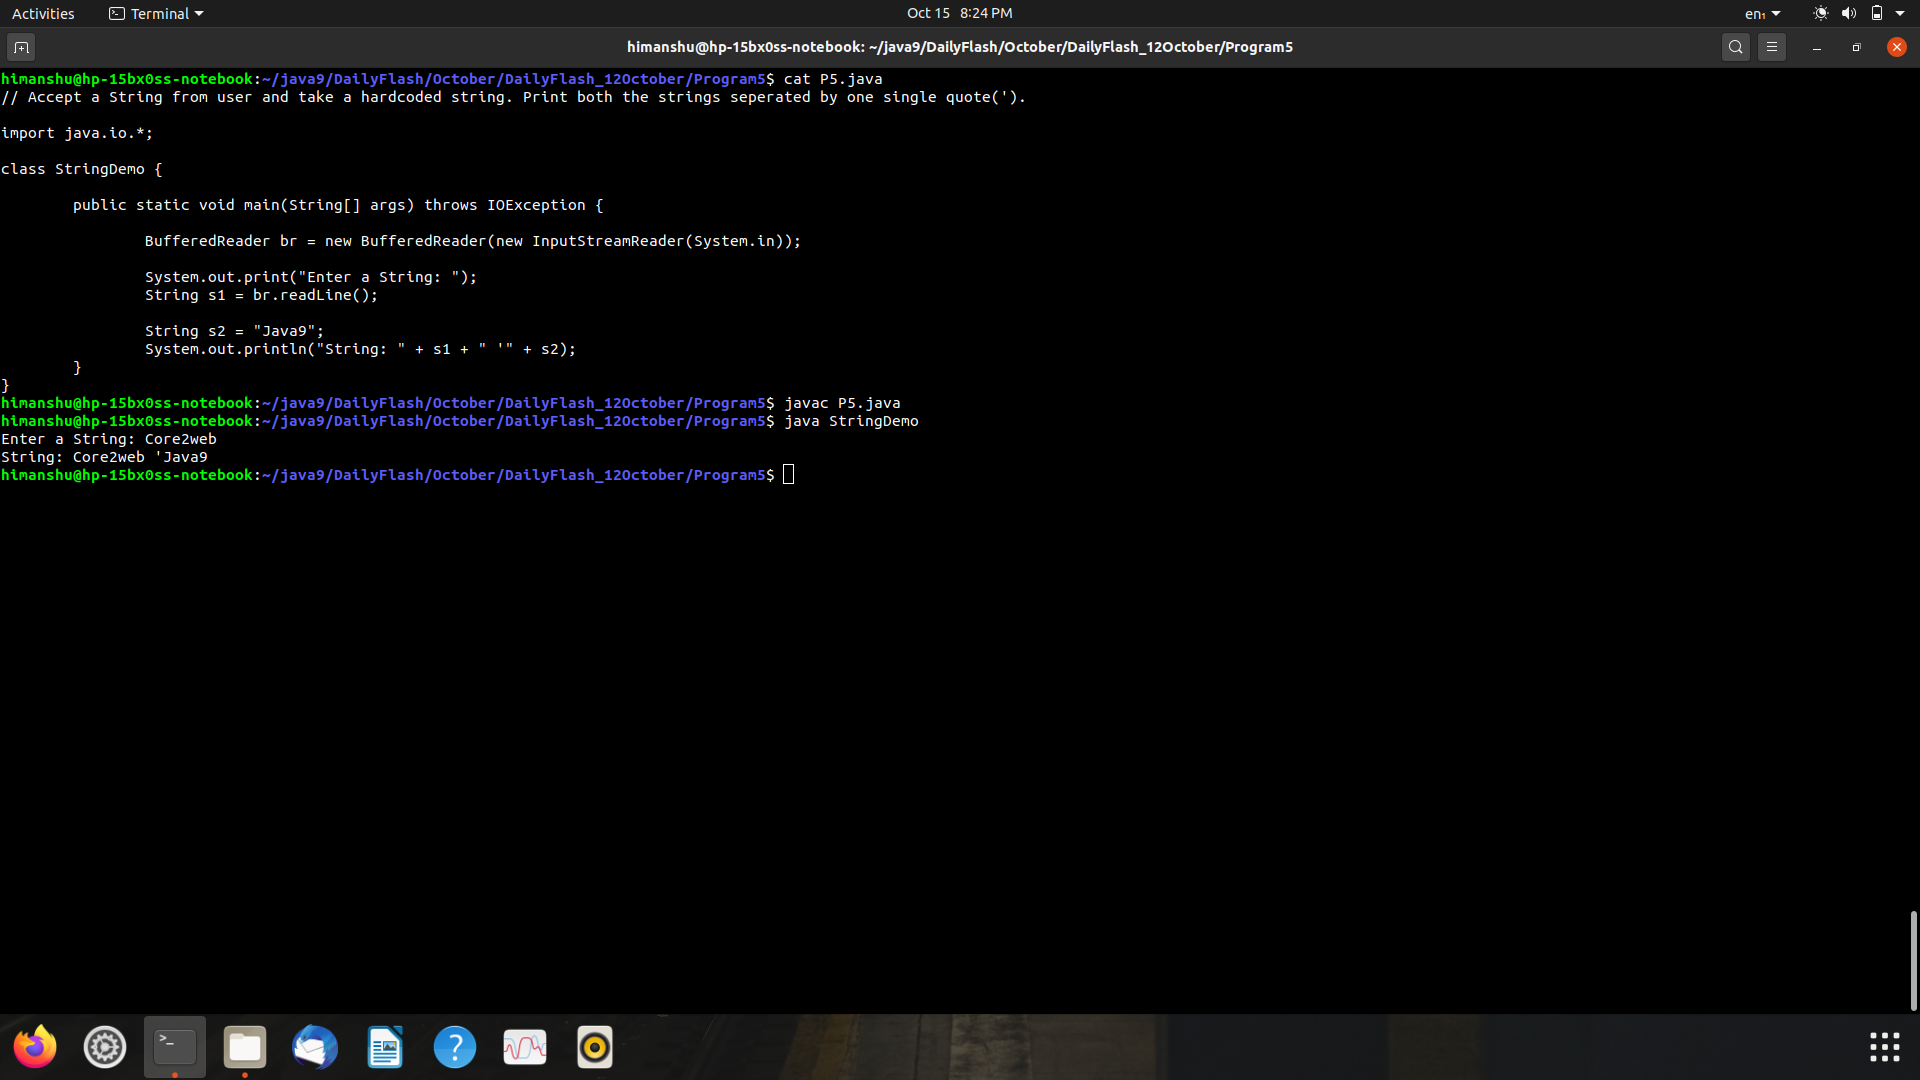 Activities
Terminal
Oct 15 8:24 PM
en₁
himanshu@hp-15bx0ss-notebook: ~/java9/DailyFlash/October/DailyFlash_12October/Program5
himanshu@hp-15bx0ss-notebook:~/java9/DailyFlash/October/DailyFlash_12October/Program5$ cat P5.java
// Accept a String from user and take a hardcoded string. Print both the strings seperated by one single quote(').
import java.io.*;
class StringDemo {
public static void main(String[] args) throws IOException {
BufferedReader br = new BufferedReader(new InputStreamReader(System.in));
System.out.print("Enter a String: ");
String s1 = br.readLine();
String s2 = "Java9";
System.out.println("String: " + s1 + " '" + s2);
}
}
himanshu@hp-15bx0ss-notebook:~/java9/DailyFlash/October/DailyFlash_12October/Program5$ javac P5.java
himanshu@hp-15bx0ss-notebook:~/java9/DailyFlash/October/DailyFlash_12October/Program5$ java StringDemo
Enter a String: Core2web
String: Core2web 'Java9
himanshu@hp-15bx0ss-notebook:~/java9/DailyFlash/October/DailyFlash_12October/Program5$